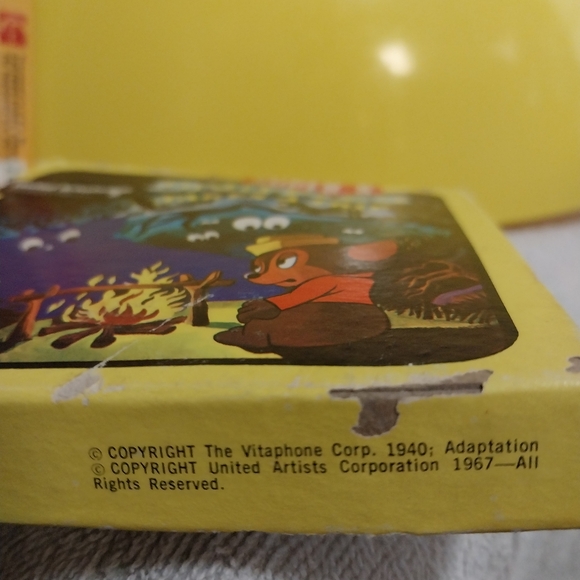 © COPYRIGHT The Vitaphone Corp. 1940; Adaptation
© COPYRIGHT United Artists Corporation 1967—All
Rights Reserved.